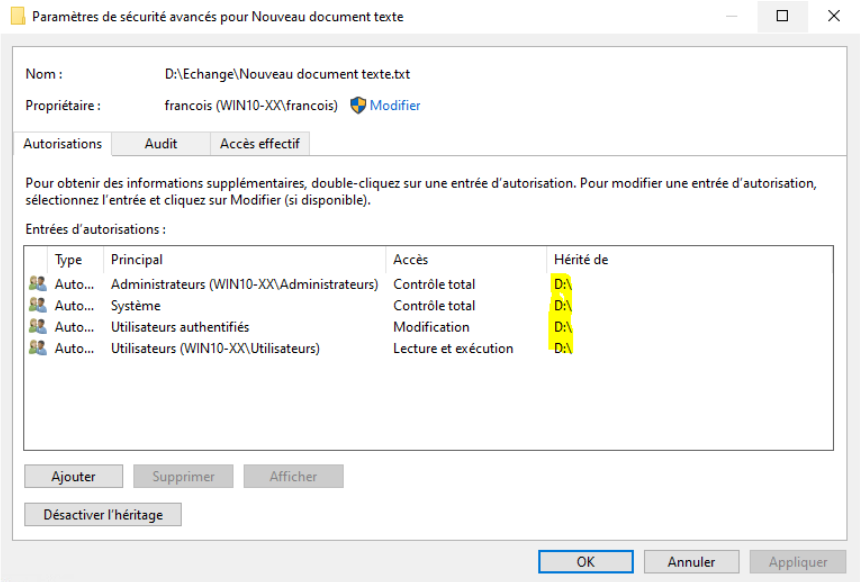 Paramètres de sécurité avancés pour Nouveau document texte
Nom : D:\Echange\Nouveau document texte.txt
Propriétaire : francois (WIN10-XX\francois) Modifier
Autorisations Audit Accès effectif
Pour obtenir des informations supplémentaires, double-cliquez sur une entrée d'autorisation. Pour modifier une entrée d'autorisation,
sélectionnez l'entrée et cliquez sur Modifier (si disponible).
Entrées d'autorisations :
Type Principal Accès Hérité de
Auto... Administrateurs (WIN10-XX\Administrateurs) Contrôle total D:\
Auto... Système Contrôle total D:\
Auto... Utilisateurs authentifiés Modification D:\
Auto... Utilisateurs (WIN10-XX\Utilisateurs) Lecture et exécution D:\
Ajouter Supprimer Afficher
Désactiver l'héritage
OK Annuler Appliquer